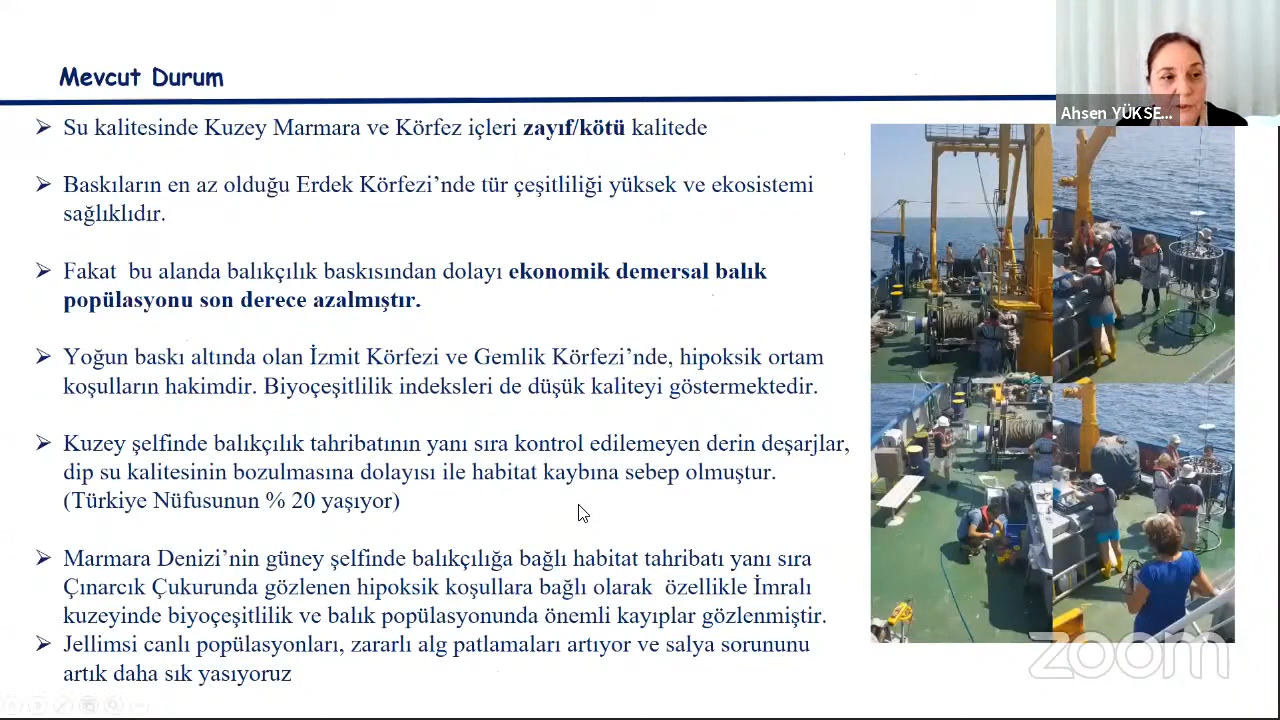 Mevcut Durum
Ahsen YÜKSE...
➢ Su kalitesinde Kuzey Marmara ve Körfez içleri zayıf/kötü kalitede
➢ Baskıların en az olduğu Erdek Körfezi’nde tür çeşitliliği yüksek ve ekosistemi
sağlıklıdır.
➢ Fakat bu alanda balıkçılık baskısından dolayı ekonomik demersal balık
popülasyonu son derece azalmıştır.
➢ Yoğun baskı altında olan İzmit Körfezi ve Gemlik Körfezi’nde, hipoksik ortam
koşulların hakimdir. Biyoçeşitlilik indeksleri de düşük kaliteyi göstermektedir.
➢ Kuzey şelfinde balıkçılık tahribatının yanı sıra kontrol edilemeyen derin deşarjlar,
dip su kalitesinin bozulmasına dolayısı ile habitat kaybına sebep olmuştur.
(Türkiye Nüfusunun % 20 yaşıyor)
➢ Marmara Denizi’nin güney şelfinde balıkçılığa bağlı habitat tahribatı yanı sıra
Çınarcık Çukurunda gözlenen hipoksik koşullara bağlı olarak özellikle İmralı
kuzeyinde biyoçeşitlilik ve balık popülasyonunda önemli kayıplar gözlenmiştir.
➢ Jellimsi canlı popülasyonları, zararlı alg patlamaları artıyor ve salya sorununu
artık daha sık yasıyoruz
zoom